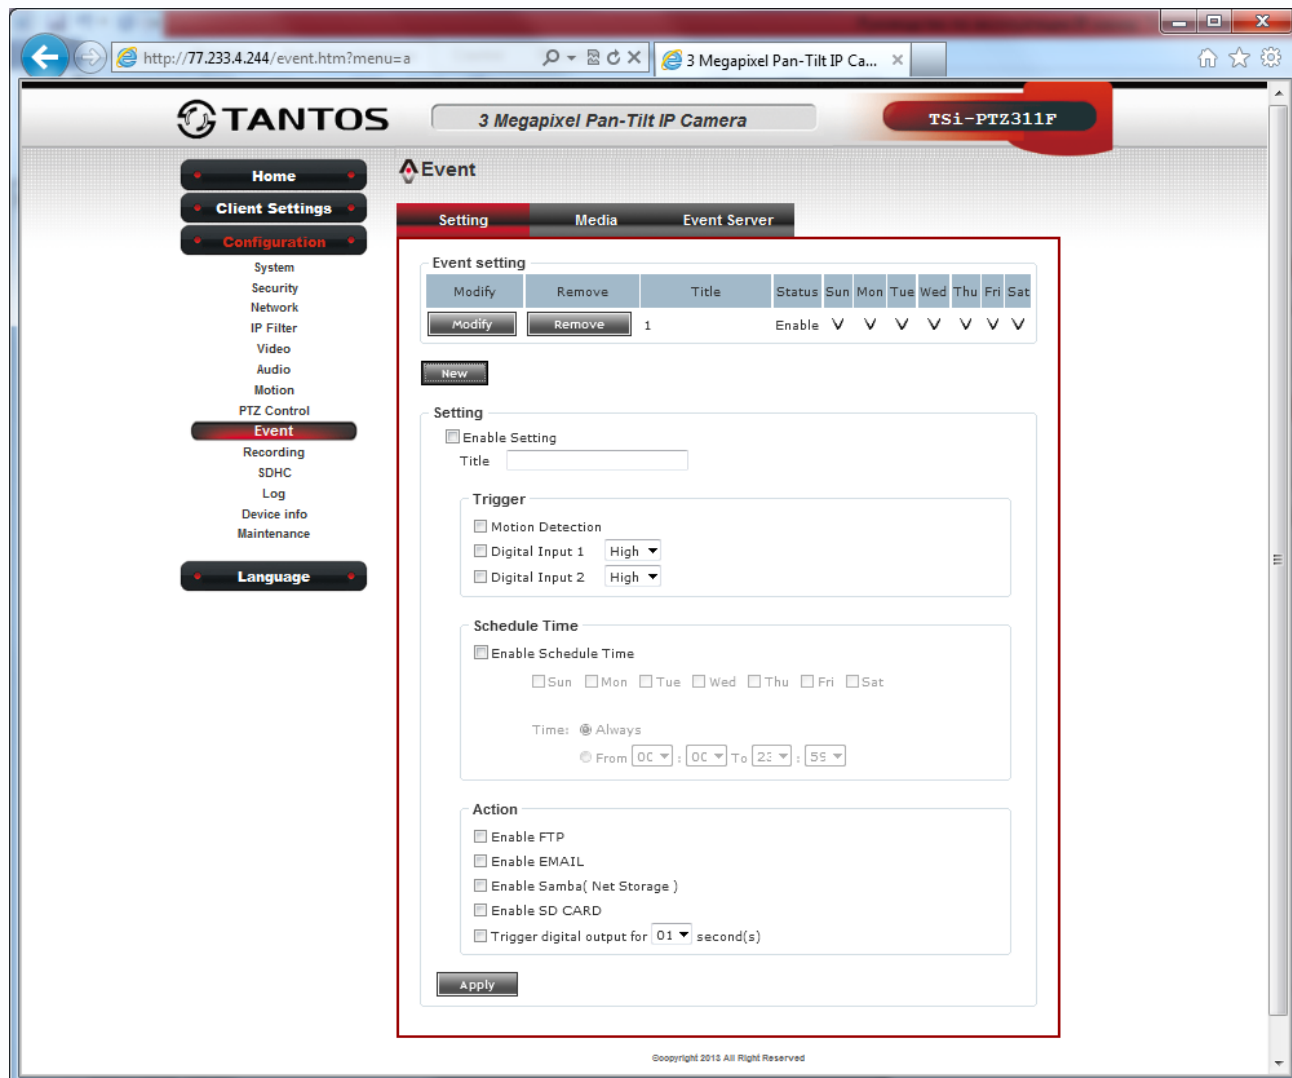 http://77.233.4.244/event.htm?menu=a
3 Megapixel Pan-Tilt IP Ca...
TANTOS
3 Megapixel Pan-Tilt IP Camera
TSi-PTZ311F
Home
Client Settings
Configuration
System
Security
Network
IP Filter
Video
Audio
Motion
PTZ Control
Event
Recording
SDHC
Log
Device info
Maintenance
Language
Event
Setting Media Event Server
Event setting
Modify Remove Title Status Sun Mon Tue Wed Thu Fri Sat
Modify Remove 1 Enable V V V V V V V
New
Setting
Enable Setting
Title
Trigger
Motion Detection
Digital Input 1 High
Digital Input 2 High
Schedule Time
Enable Schedule Time
Sun Mon Tue Wed Thu Fri Sat
Time: Always
From 00 : 00 To 23 : 59
Action
Enable FTP
Enable EMAIL
Enable Samba( Net Storage )
Enable SD CARD
Trigger digital output for 01 second(s)
Apply
All Right Reserved